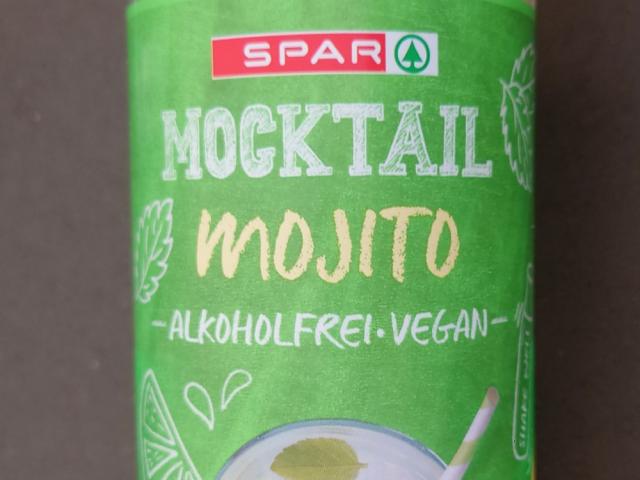 SPAR
MOCKTAIL
MOJITO
-ALKOHOLFREI·VEGAN-